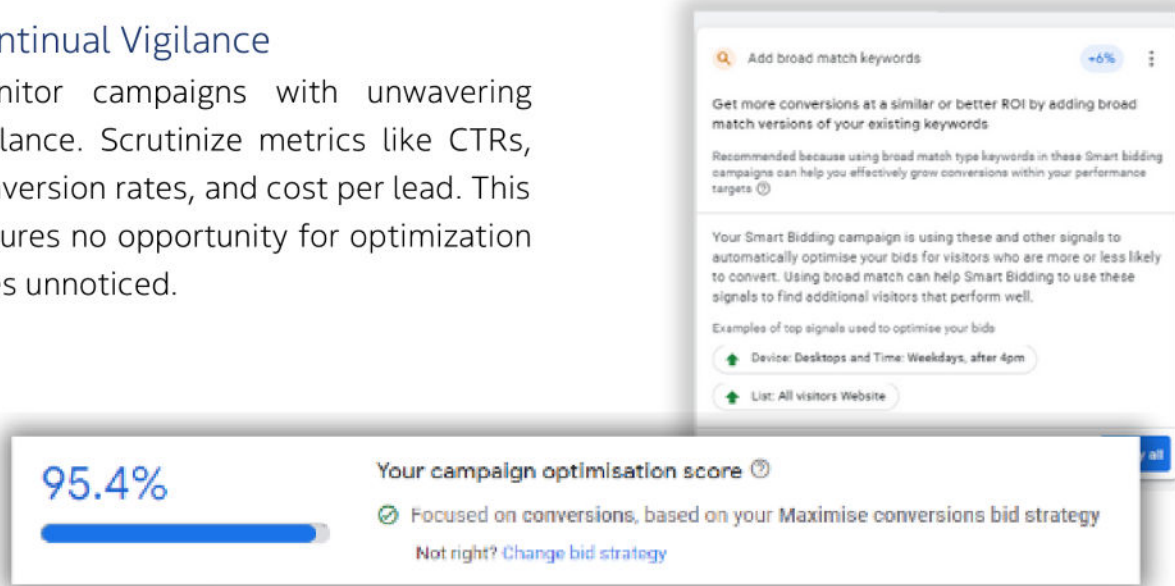 ntinual Vigilance
nitor campaigns with unwavering
ilance. Scrutinize metrics like CTRs,
nversion rates, and cost per lead. This
ures no opportunity for optimization
es unnoticed.
Add broad match keywords +6%
Get more conversions at a similar or better ROI by adding broad
match versions of your existing keywords
Recommended because using broad match type keywords in these Smart bidding
campaigns can help you effectively grow conversions within your performance
targets
Your Smart Bidding campaign is using these and other signals to
automatically optimise your bids for visitors who are more or less likely
to convert. Using broad match can help Smart Bidding to use these
signals to find additional visitors that perform well.
Examples of top signals used to optimise your bids
Device: Desktops and Time: Weekdays, after 4pm
List: All visitors Website
y all
95.4%
Your campaign optimisation score
Focused on conversions, based on your Maximise conversions bid strategy
Not right? Change bid strategy